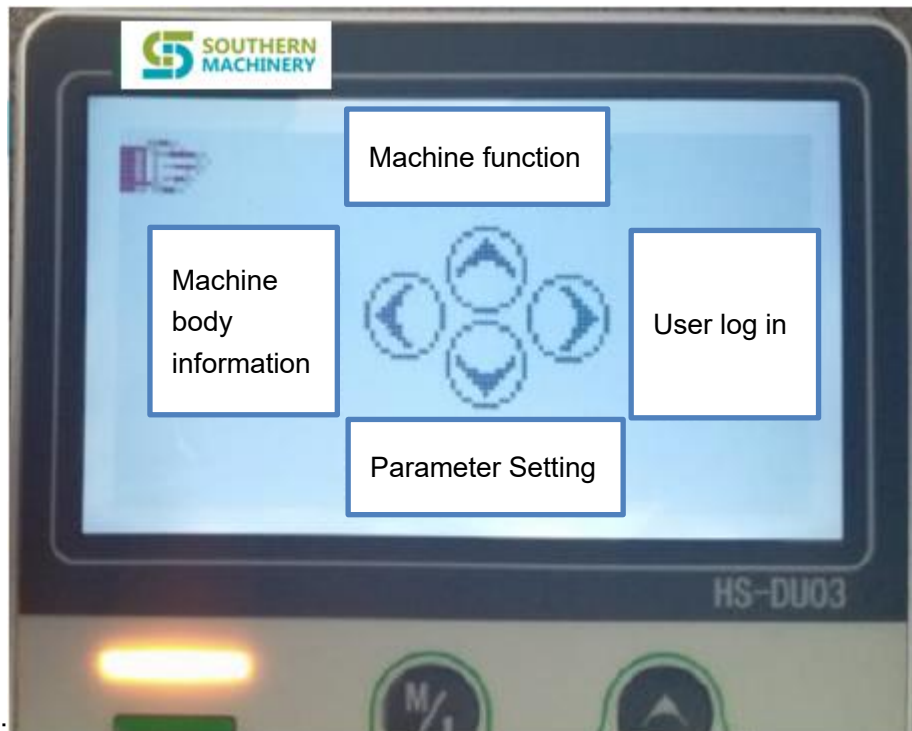 SOUTHERN
MACHINERY
Machine function
Machine
body
information
User log in
Parameter Setting
HS-DU03